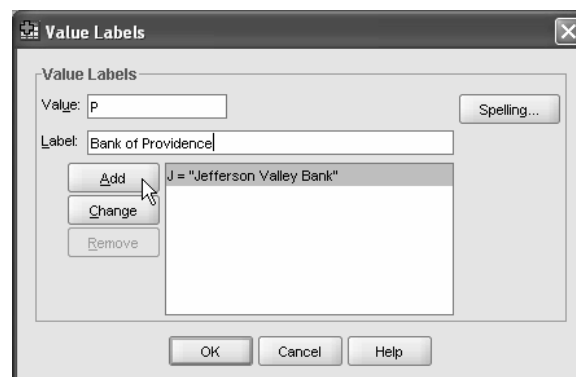 Value Labels
Value Labels
Value: P
Spelling...
Label: Bank of Providence
Add
J = "Jefferson Valley Bank"
Change
Remove
OK Cancel Help